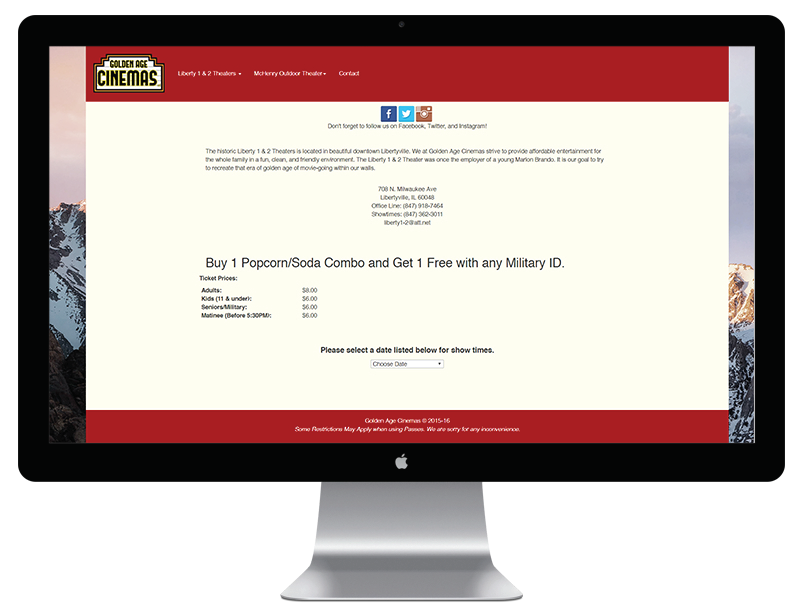 GOLDEN AGE
CINEMAS
Liberty 1 & 2 Theaters
McHenry Outdoor Theater
Contact
Don't forget to follow us on Facebook, Twitter, and Instagram!
The historic Liberty 1 & 2 Theaters is located in beautiful downtown Libertyville. We at Golden Age Cinemas strive to provide affordable entertainment for
the whole family in a fun, clean, and friendly environment. The Liberty 1 & 2 Theater was once the employer of a young Marlon Brando. It is our goal to try
to recreate that era of golden age of movie-going within our walls.
708 N. Milwaukee Ave
Libertyville, IL 60048
Office Line: (847) 918-7464
Showtimes: (847) 362-3011
liberty1-2@att.net
Buy 1 Popcorn/Soda Combo and Get 1 Free with any Military ID.
Ticket Prices:
Adults: $8.00
Kids (11 & under): $6.00
Seniors/Military: $6.00
Matinee (Before 5:30PM): $6.00
Please select a date listed below for show times.
Choose Date
Golden Age Cinemas © 2015-16
Some Restrictions May Apply when using Passes. We are sorry for any inconvenience.